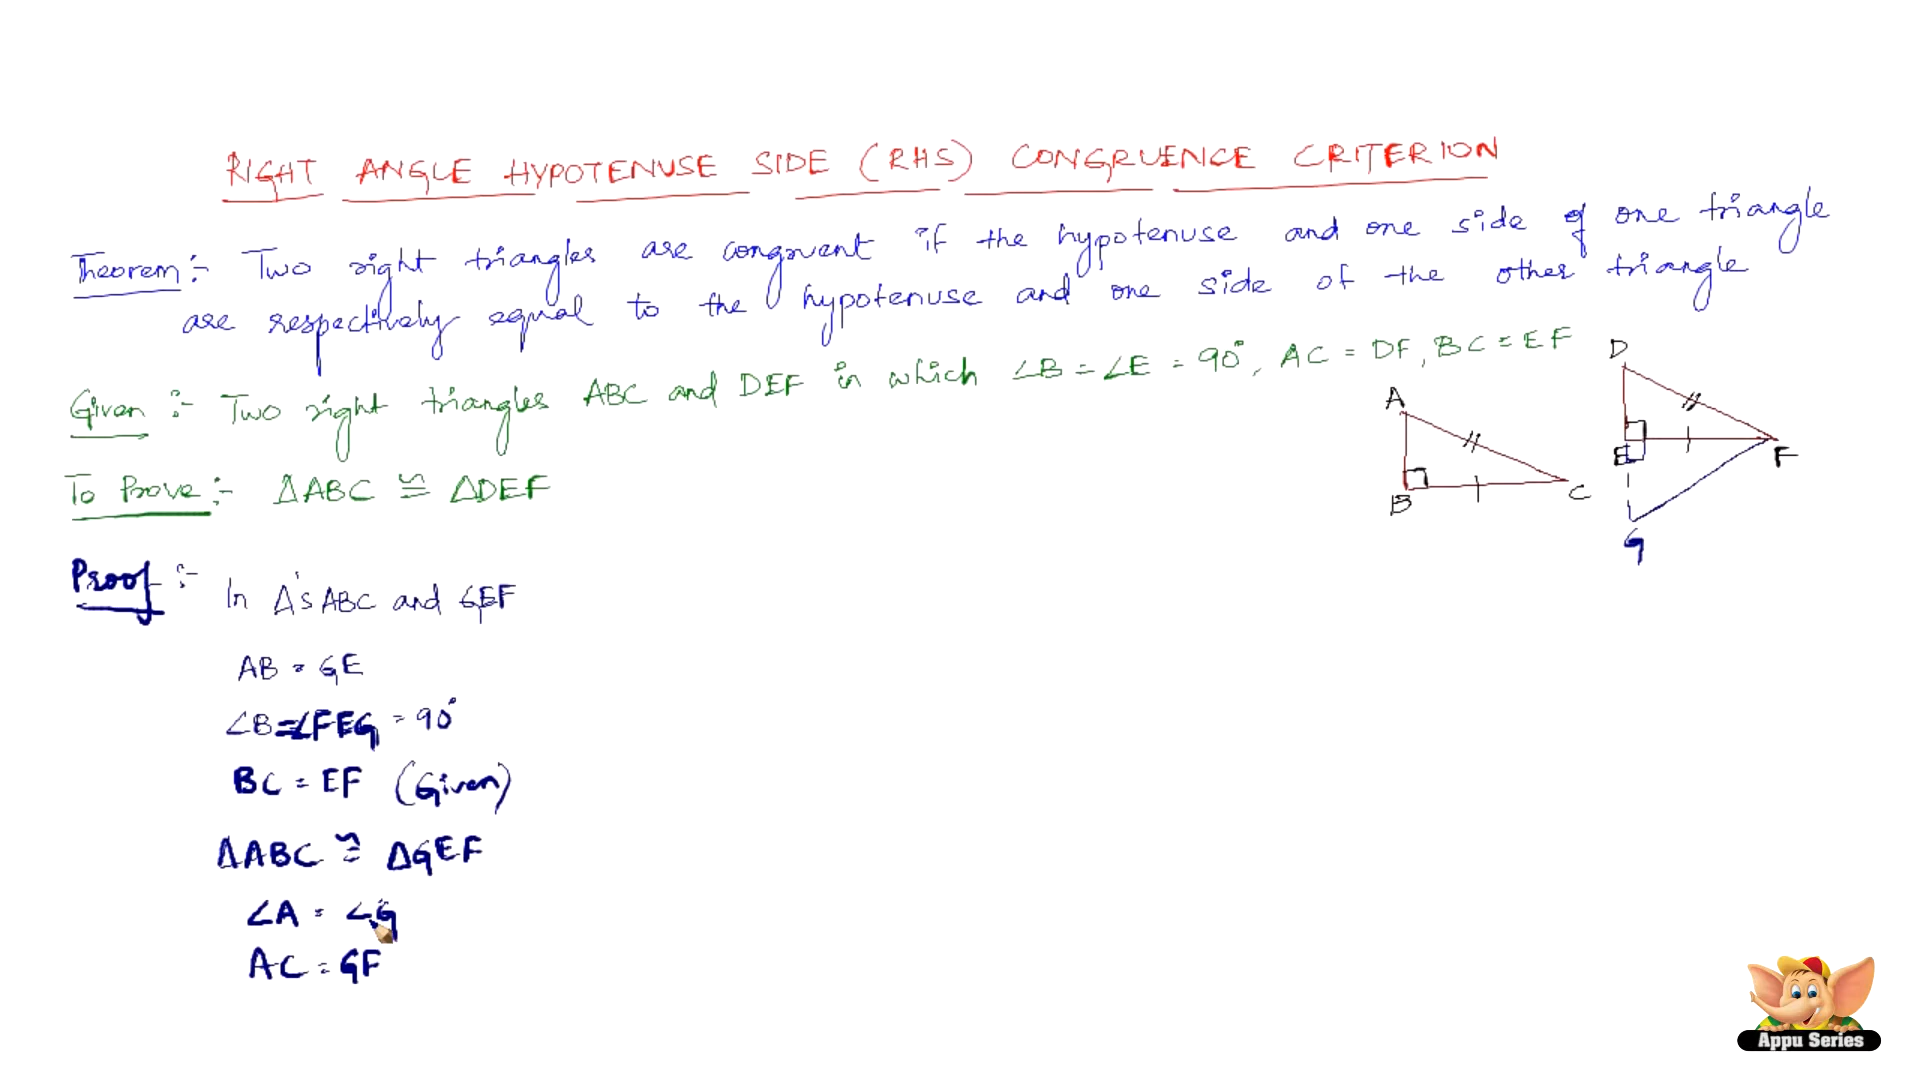 RIGHT ANGLE HYPOTENUSE SIDE (RHS) CONGRUENCE CRITERION
Theorem :- Two right triangles are congruent if the hypotenuse and one side of one triangle
are respectively equal to the hypotenuse and one side of the other triangle
Given :- Two right triangles ABC and DEF in which ∠B = ∠E = 90°, AC = DF, BC = EF
To Prove :- ΔABC ≅ ΔDEF
Proof :- In Δ's ABC and GEF
AB = GE
∠B = ∠FEG = 90°
BC = EF (Given)
ΔABC ≅ ΔGEF
∠A = ∠G
AC = GF
A
B
C
D
E
F
G
Appu Series